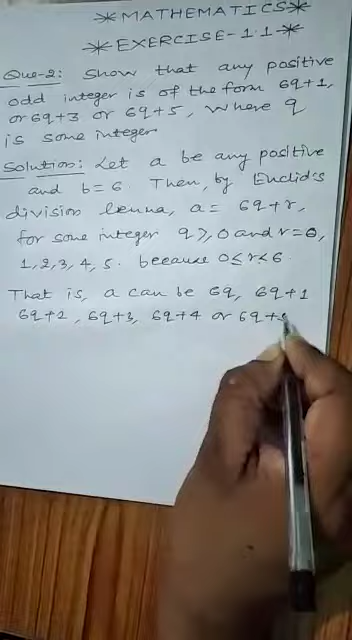 *MATHEMATICS*
*EXERCISE-1.1*
Que-2: Show that any positive
odd integer is of the form 6q+1,
or 6q+3 or 6q+5, where q
is some integer
Solution: Let a be any positive
and b=6. Then, by Euclid's
division lemma, a= 6q+r,
for some integer q≥0 and r=0,
1,2,3,4,5. because 0≤r<6
That is, a can be 6q, 6q+1
6q+2, 6q+3, 6q+4 or 6q+